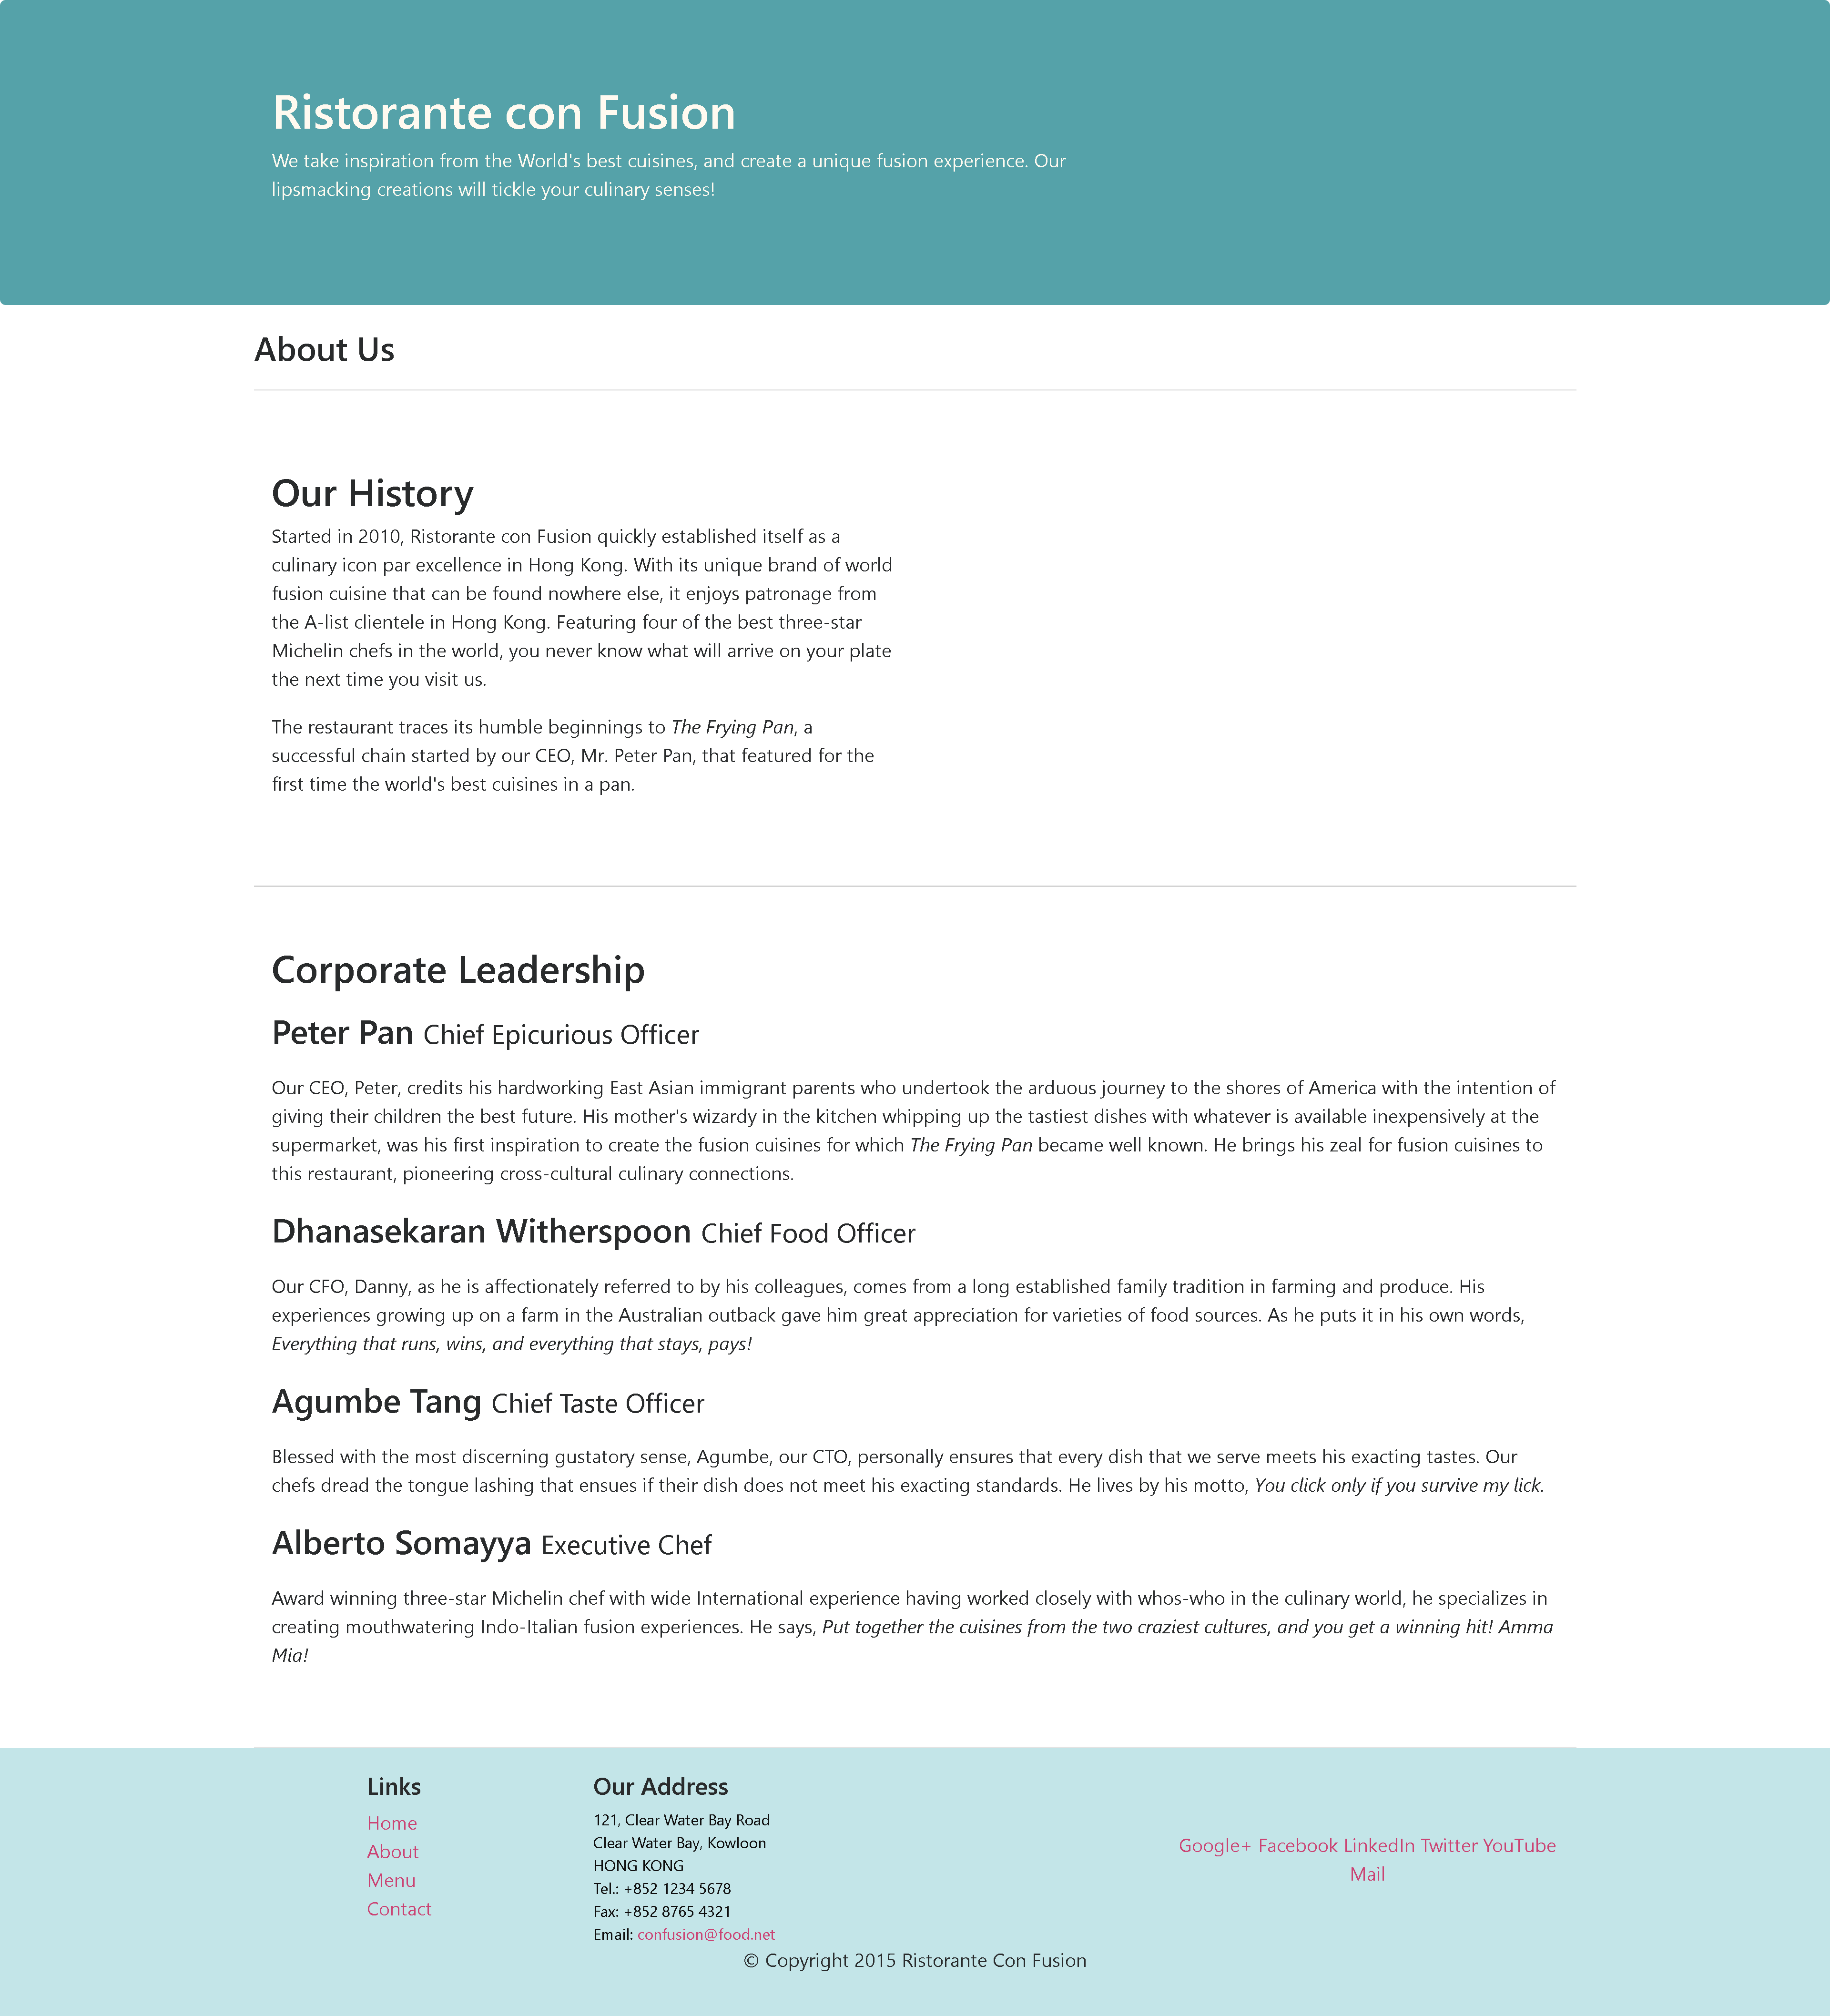 Ristorante con Fusion
We take inspiration from the World's best cuisines, and create a unique fusion experience. Our
lipsmacking creations will tickle your culinary senses!
About Us
Our History
Started in 2010, Ristorante con Fusion quickly established itself as a
culinary icon par excellence in Hong Kong. With its unique brand of world
fusion cuisine that can be found nowhere else, it enjoys patronage from
the A-list clientele in Hong Kong. Featuring four of the best three-star
Michelin chefs in the world, you never know what will arrive on your plate
the next time you visit us.
The restaurant traces its humble beginnings to The Frying Pan, a
successful chain started by our CEO, Mr. Peter Pan, that featured for the
first time the world's best cuisines in a pan.
Corporate Leadership
Peter Pan Chief Epicurious Officer
Our CEO, Peter, credits his hardworking East Asian immigrant parents who undertook the arduous journey to the shores of America with the intention of
giving their children the best future. His mother's wizardy in the kitchen whipping up the tastiest dishes with whatever is available inexpensively at the
supermarket, was his first inspiration to create the fusion cuisines for which The Frying Pan became well known. He brings his zeal for fusion cuisines to
this restaurant, pioneering cross-cultural culinary connections.
Dhanasekaran Witherspoon Chief Food Officer
Our CFO, Danny, as he is affectionately referred to by his colleagues, comes from a long established family tradition in farming and produce. His
experiences growing up on a farm in the Australian outback gave him great appreciation for varieties of food sources. As he puts it in his own words,
Everything that runs, wins, and everything that stays, pays!
Agumbe Tang Chief Taste Officer
Blessed with the most discerning gustatory sense, Agumbe, our CTO, personally ensures that every dish that we serve meets his exacting tastes. Our
chefs dread the tongue lashing that ensues if their dish does not meet his exacting standards. He lives by his motto, You click only if you survive my lick.
Alberto Somayya Executive Chef
Award winning three-star Michelin chef with wide International experience having worked closely with whos-who in the culinary world, he specializes in
creating mouthwatering Indo-Italian fusion experiences. He says, Put together the cuisines from the two craziest cultures, and you get a winning hit! Amma
Mia!
Links
Home
About
Menu
Contact
Our Address
121, Clear Water Bay Road
Clear Water Bay, Kowloon
HONG KONG
Tel.: +852 1234 5678
Fax: +852 8765 4321
Email: confusion@food.net
Google+ Facebook LinkedIn Twitter YouTube
Mail
© Copyright 2015 Ristorante Con Fusion